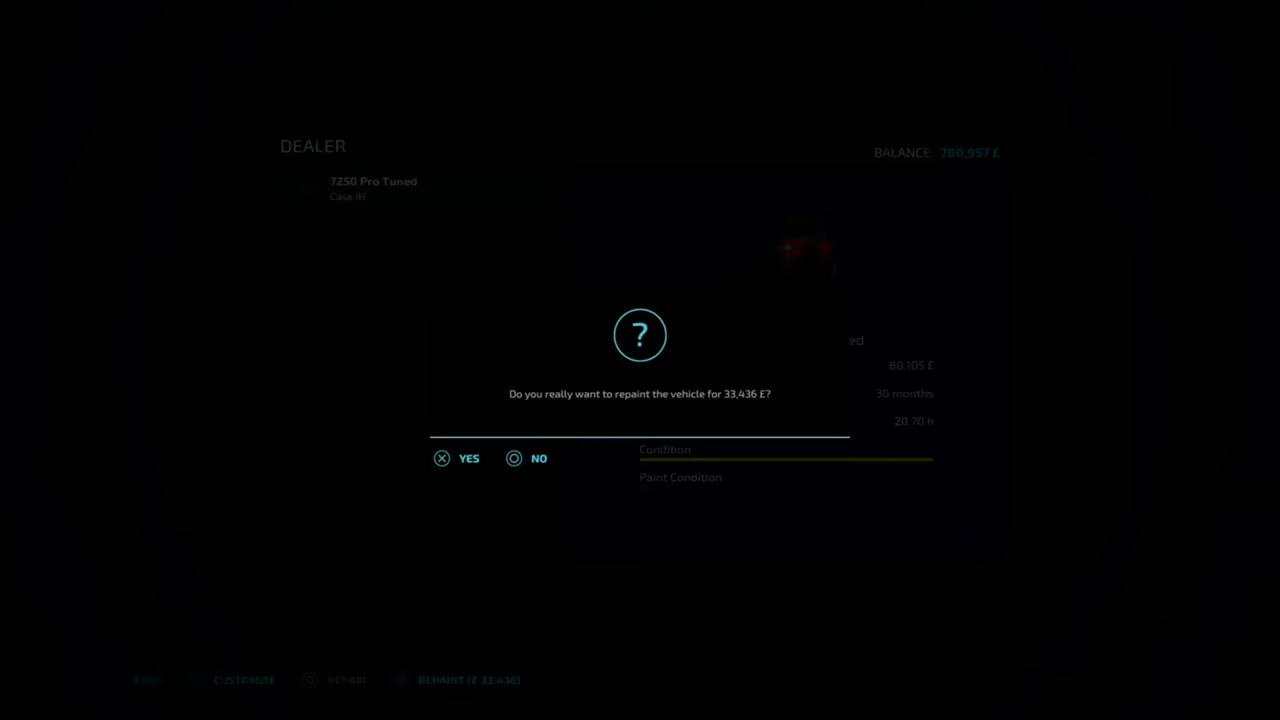 DEALER
BALANCE: 780,957 £
7250 Pro Tuned
Case IH
ed
80,105 £
30 months
20.70 h
?
Do you really want to repaint the vehicle for 33,436 £?
YES
NO
Condition
Paint Condition
CUSTOMIZE
REPAIR
REPAINT (£ 33,436)